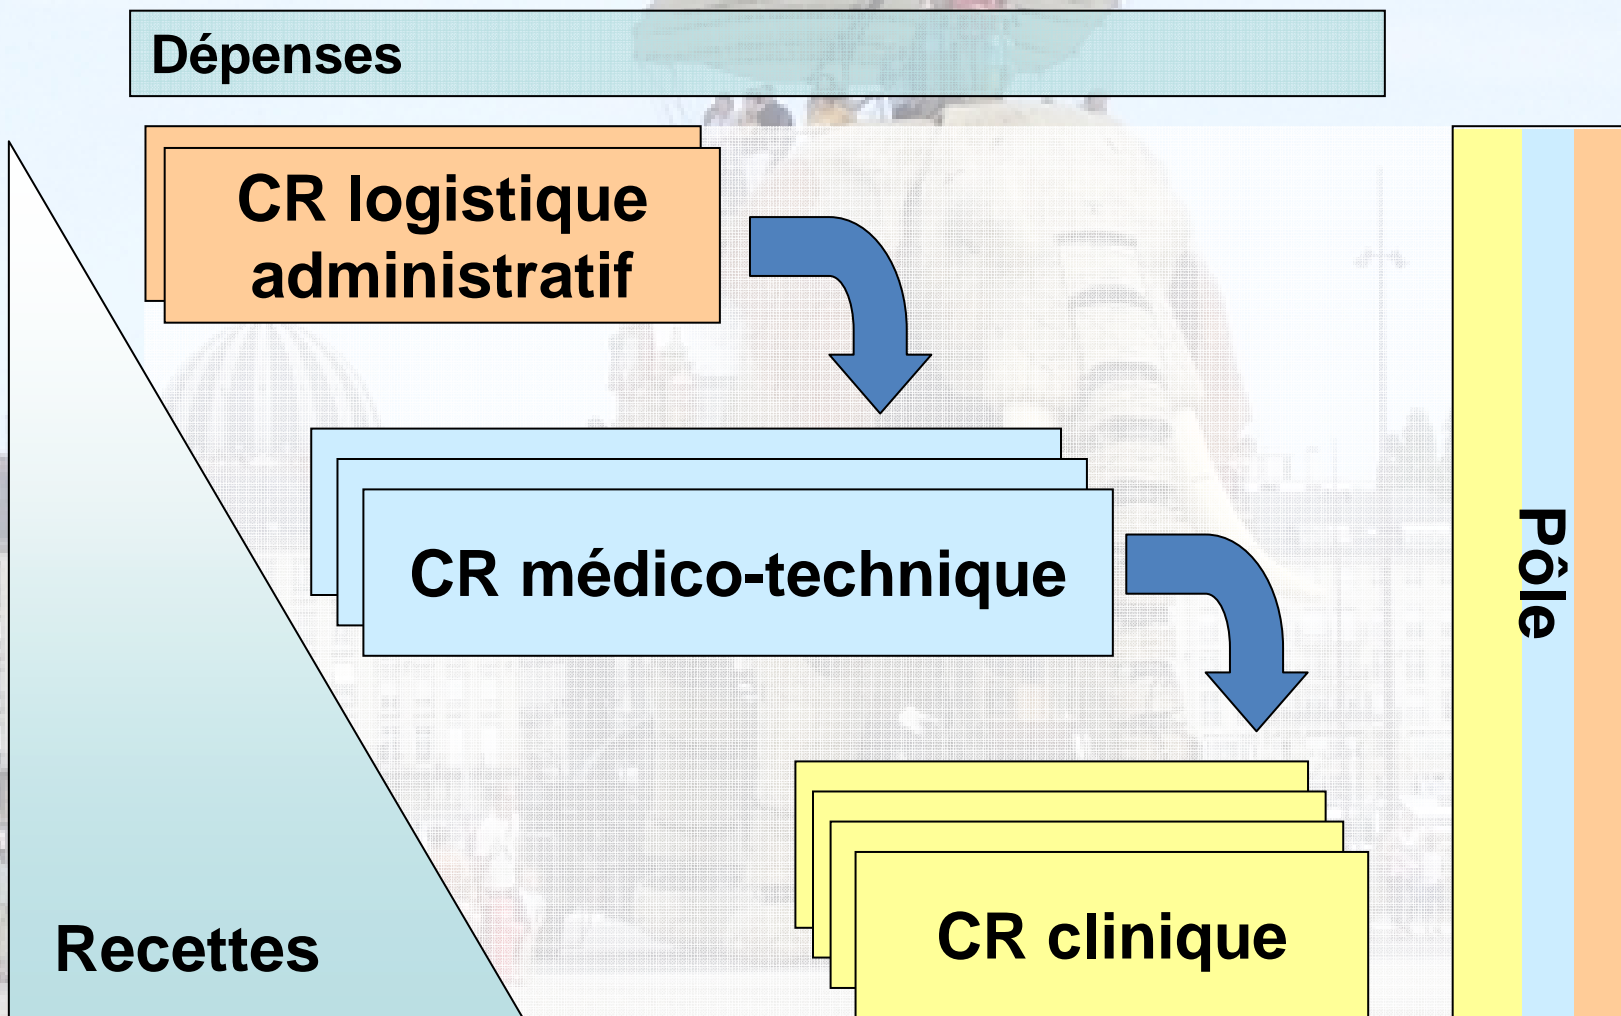 Dépenses
CR logistique
administratif
CR médico-technique
Pôle
CR clinique
Recettes